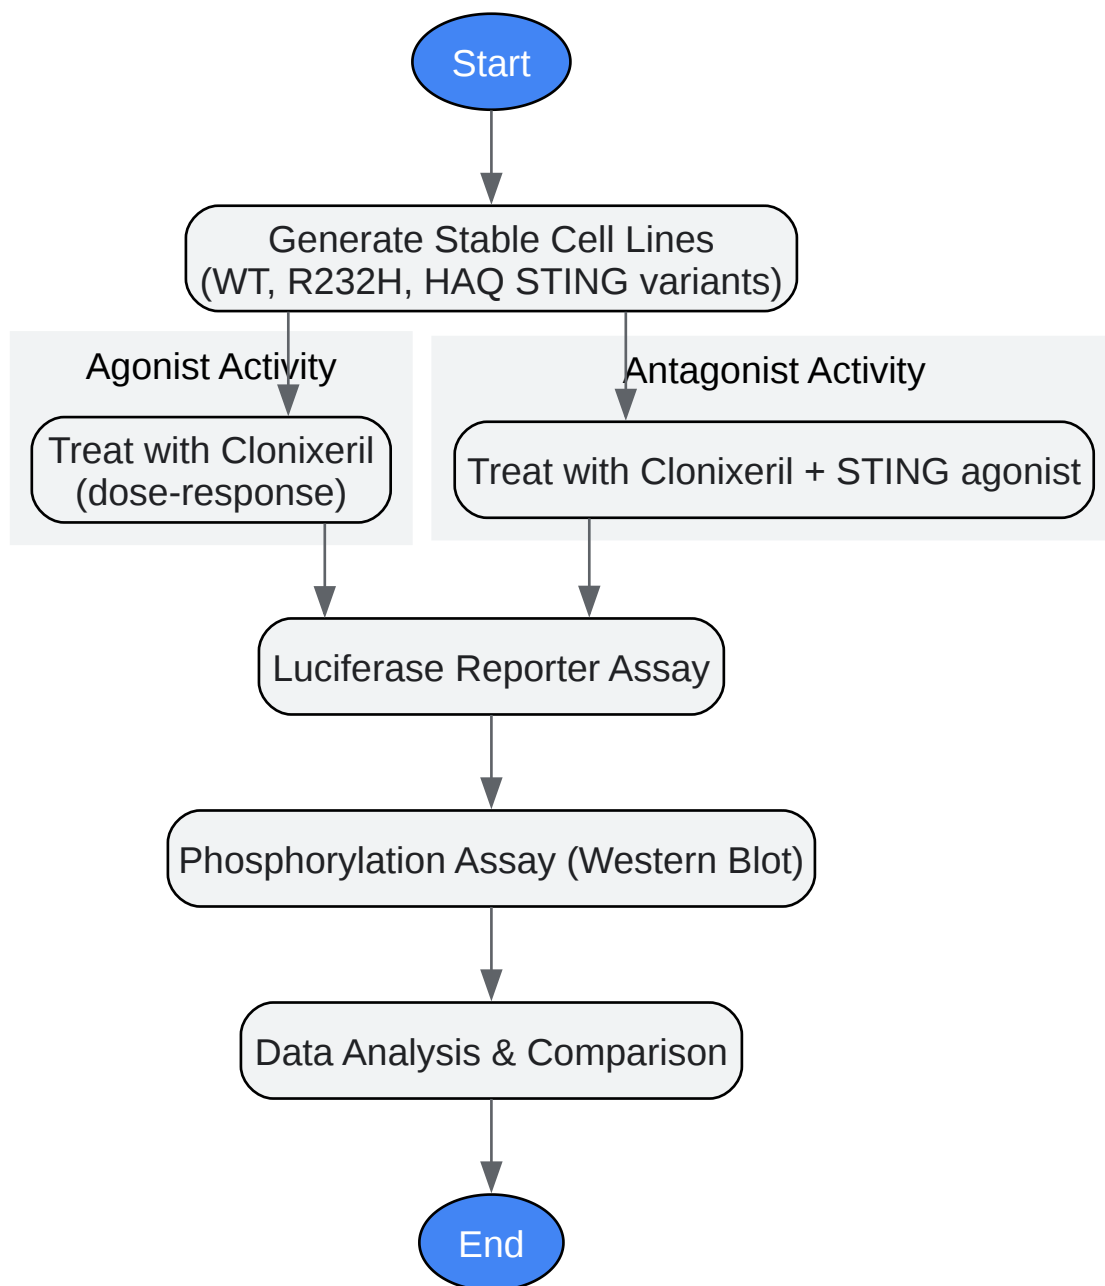 Start
Generate Stable Cell Lines
(WT, R232H, HAQ STING variants)
Agonist Activity
Treat with Clonixeril
(dose-response)
Antagonist Activity
Treat with Clonixeril + STING agonist
Luciferase Reporter Assay
Phosphorylation Assay (Western Blot)
Data Analysis & Comparison
End